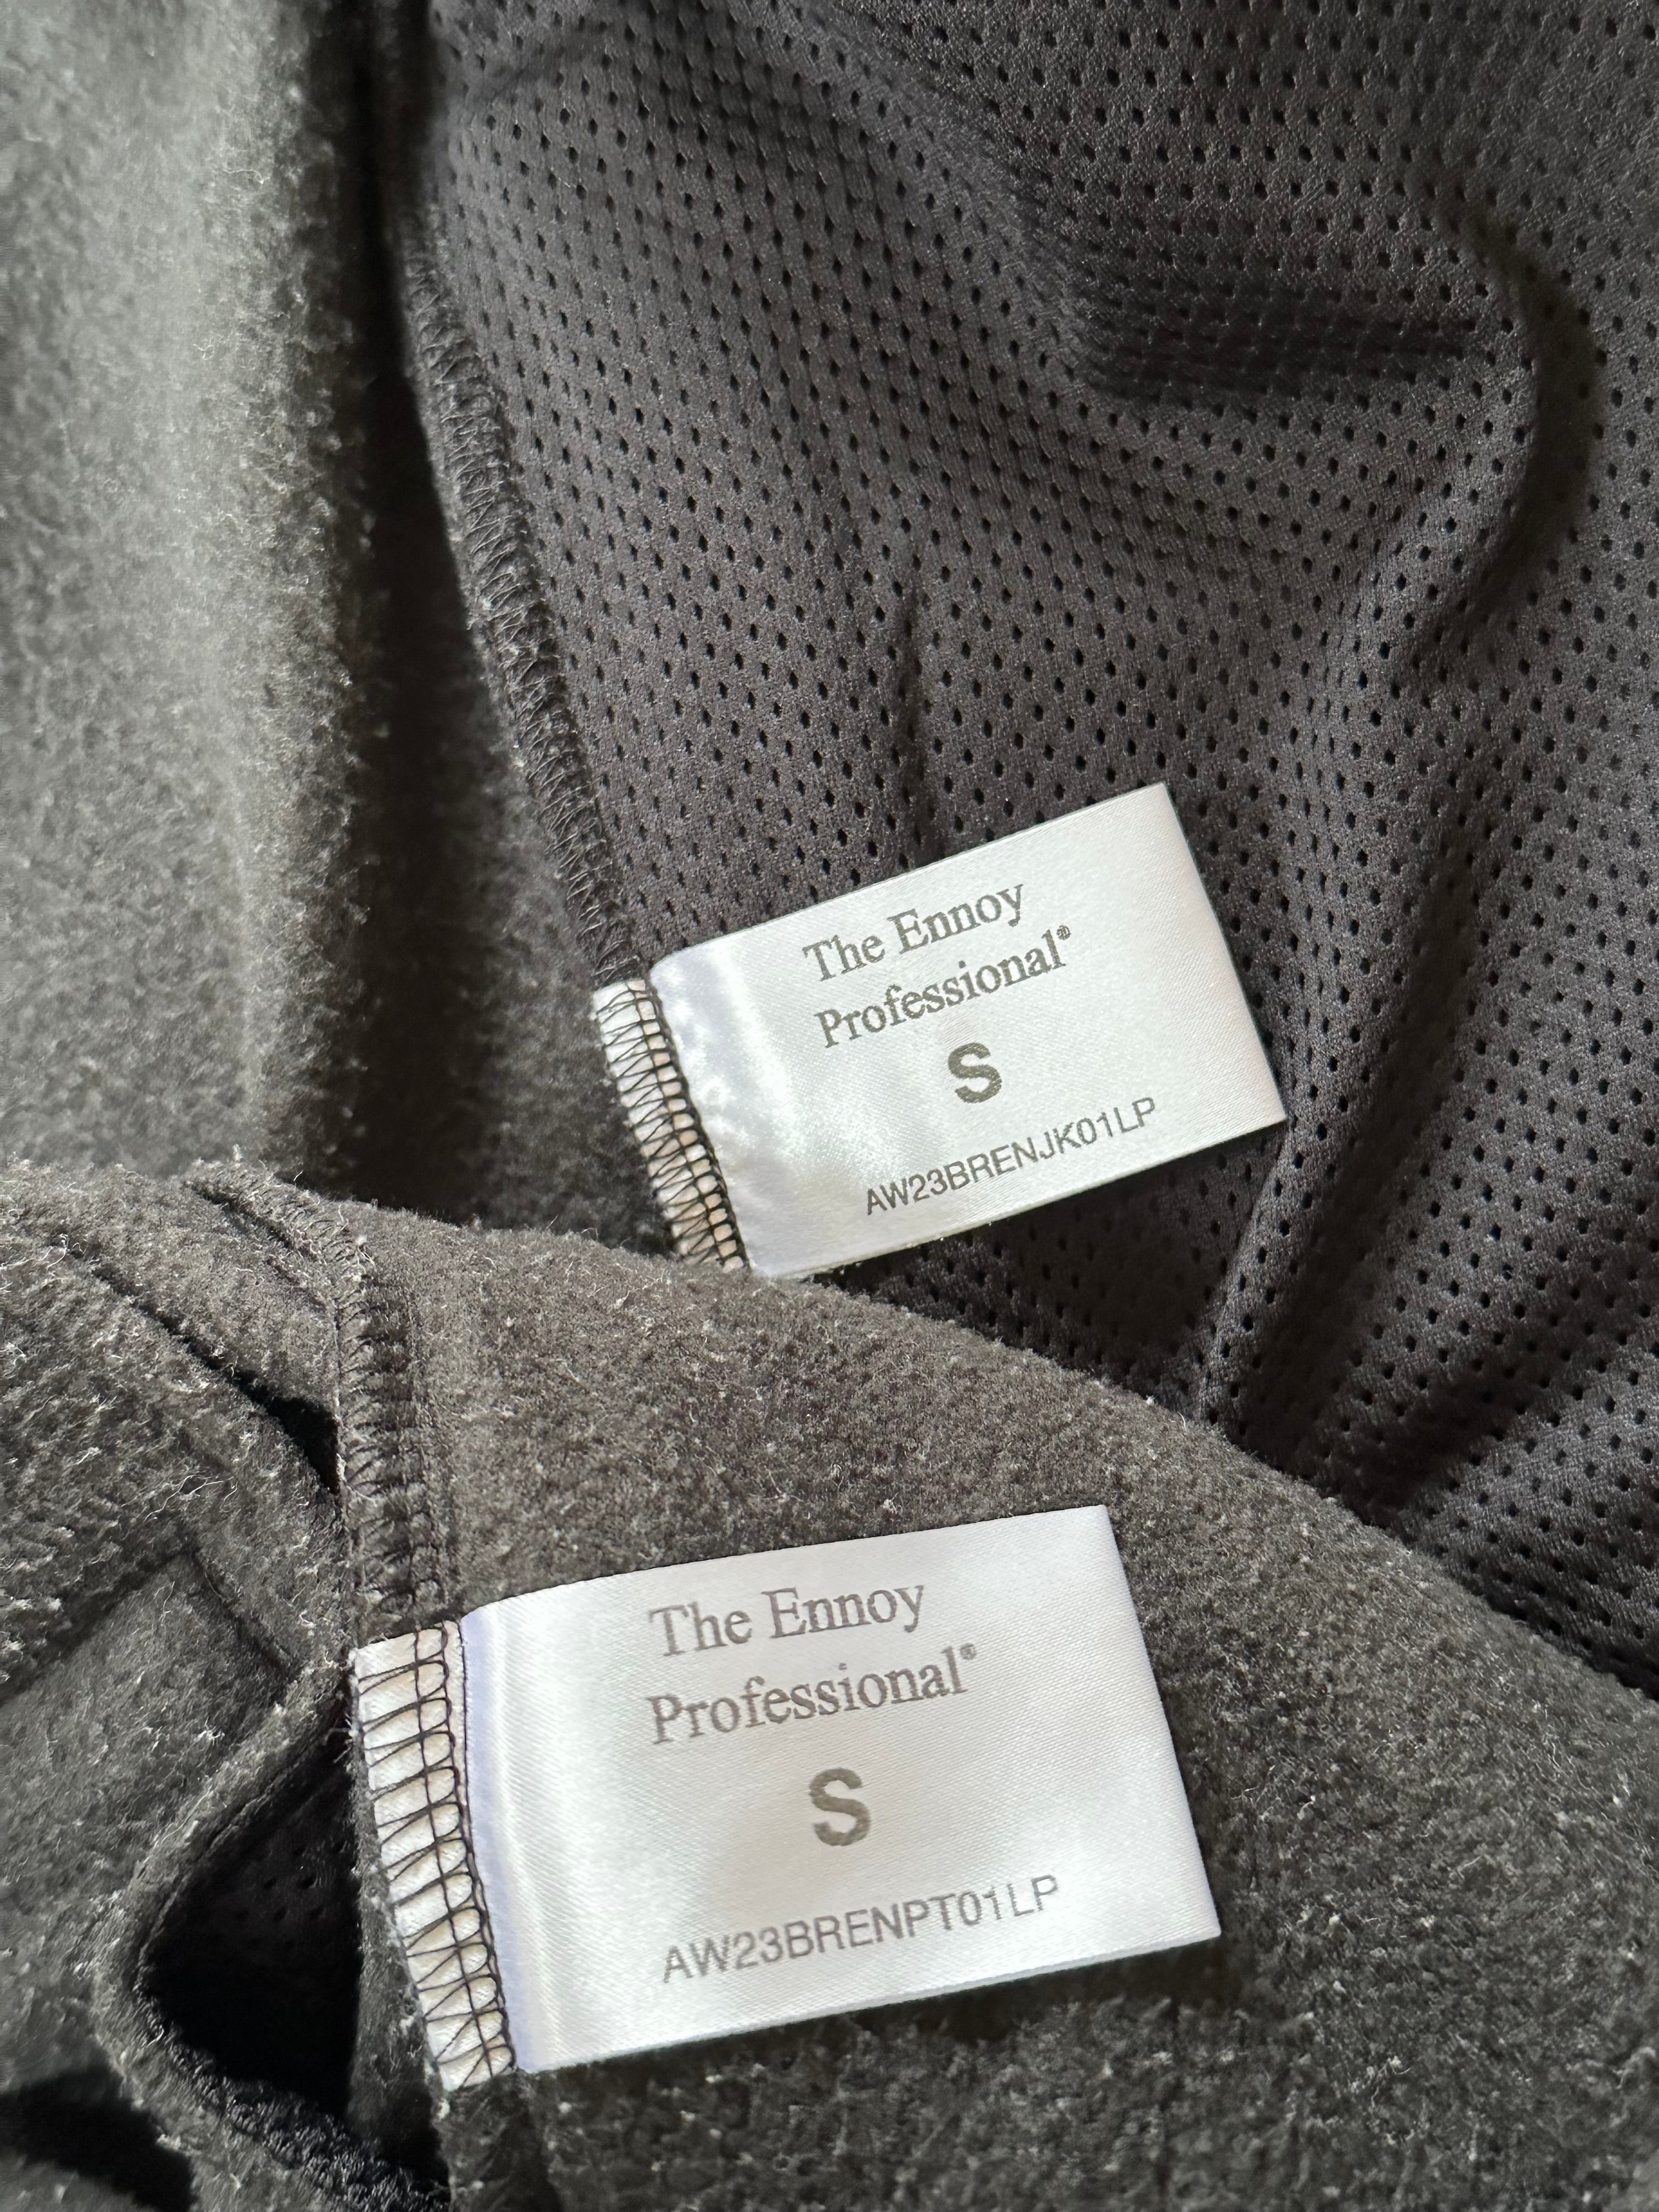 The Ennoy
Professional®
S
AW23BRENJK01LP
The Ennoy
Professional®
S
AW23BRENPT01LP